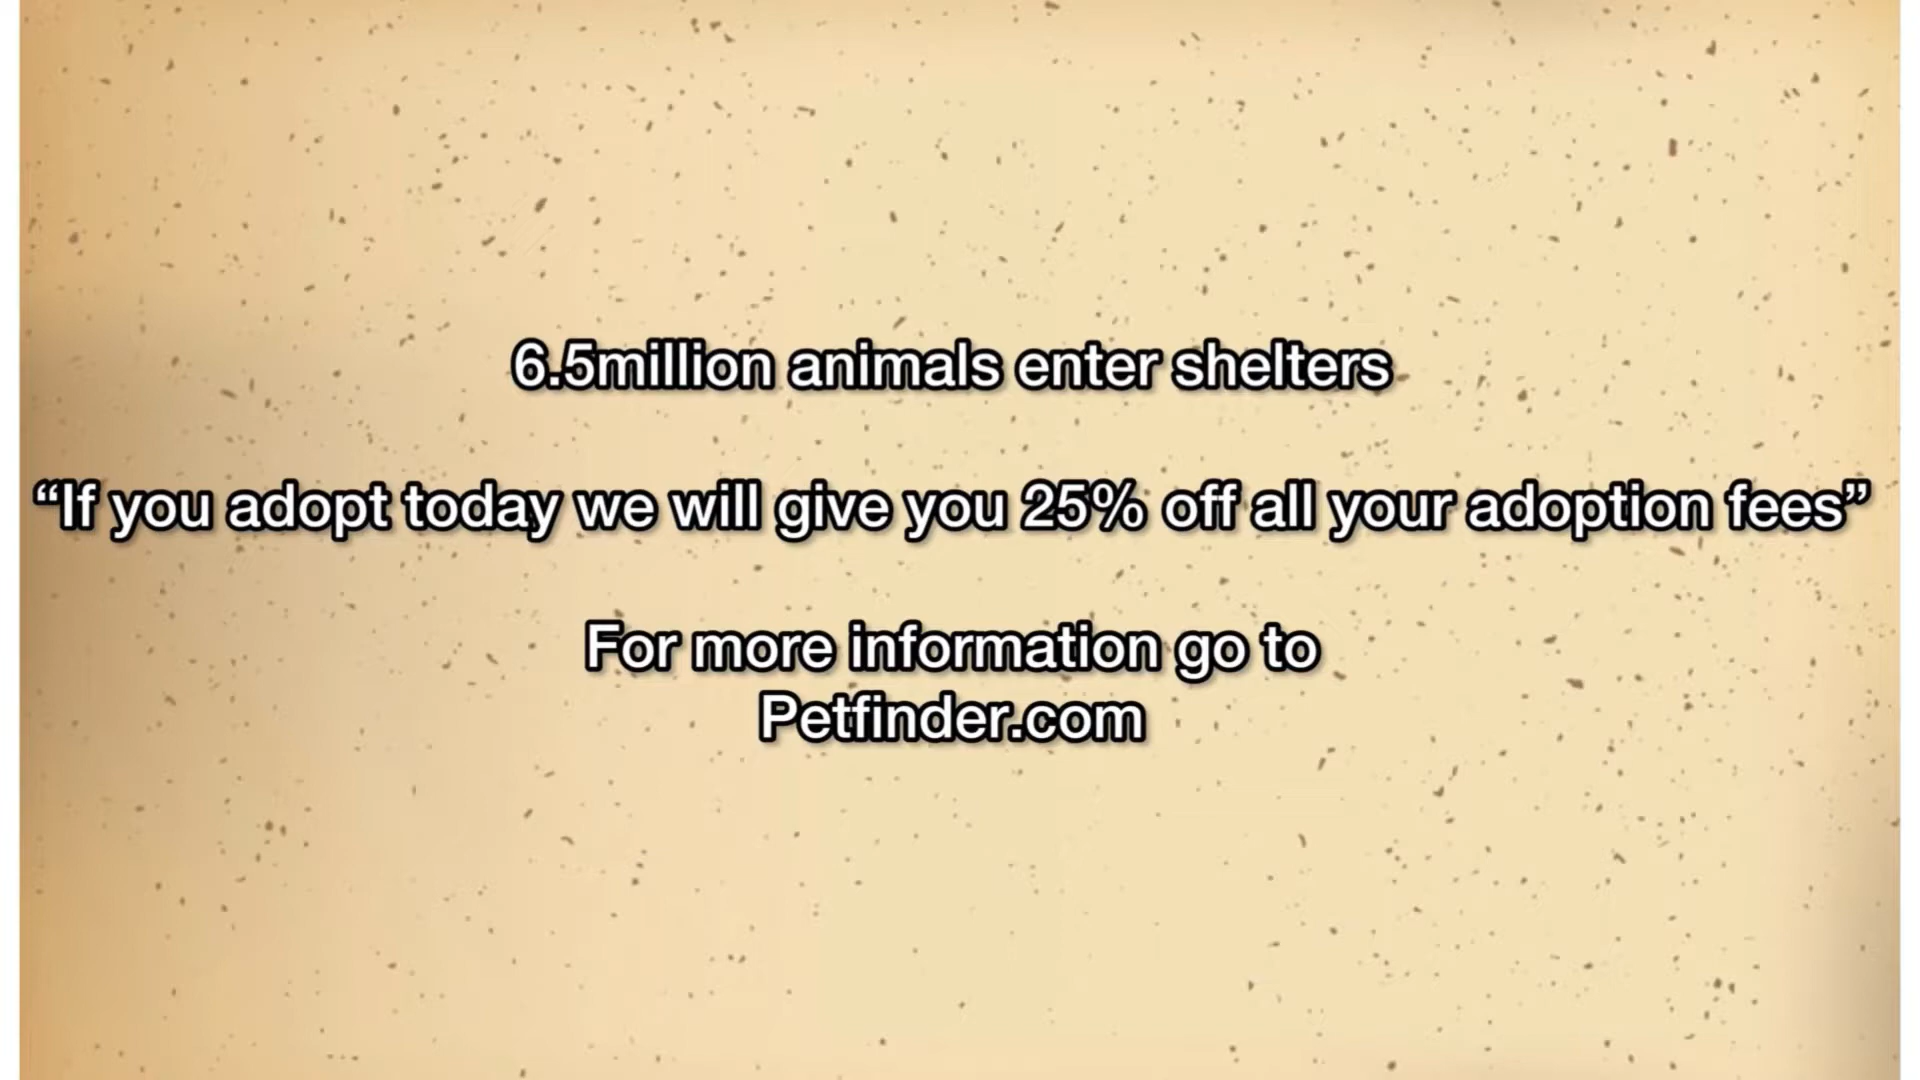 6.5million animals enter shelters
“If you adopt today we will give you 25% off all your adoption fees”
For more information go to
Petfinder.com